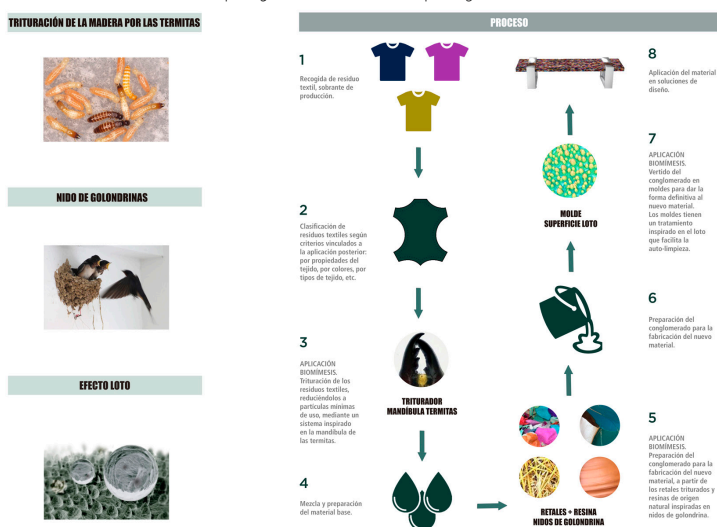 TRITURACIÓN DE LA MADERA POR LAS TERMITAS
NIDO DE GOLONDRINAS
EFECTO LOTO
PROCESO
1
Recogida de residuo
textil, sobrante de
producción.
2
Clasificación de
residuos textiles según
criterios vinculados a
la aplicación posterior:
por propiedades del
tejido, por colores, por
tipos de tejido, etc.
3
APLICACIÓN
BIOMÍMESIS.
Trituración de los
residuos textiles,
reduciéndolos a
partículas mínimas
de uso, mediante un
sistema inspirado
en la mandíbula de
las termitas.
TRITURADOR
MANDÍBULA TERMITAS
4
Mezcla y preparación
del material base.
5
APLICACIÓN
BIOMÍMESIS.
Preparación del
conglomerado para la
fabricación del nuevo
material, a partir de
los retales triturados y
resinas de origen
natural inspiradas en
nidos de golondrina.
RETALES + RESINA
NIDOS DE GOLONDRINA
6
Preparación del
conglomerado para la
fabricación del nuevo
material.
7
APLICACIÓN
BIOMÍMESIS.
Vertido del
conglomerado en
moldes para dar la
forma definitiva al
nuevo material.
Los moldes tienen
un tratamiento
inspirado en el loto
que facilita la
auto-limpieza.
MOLDE
SUPERFICIE LOTO
8
Aplicación del material
en soluciones de
diseño.